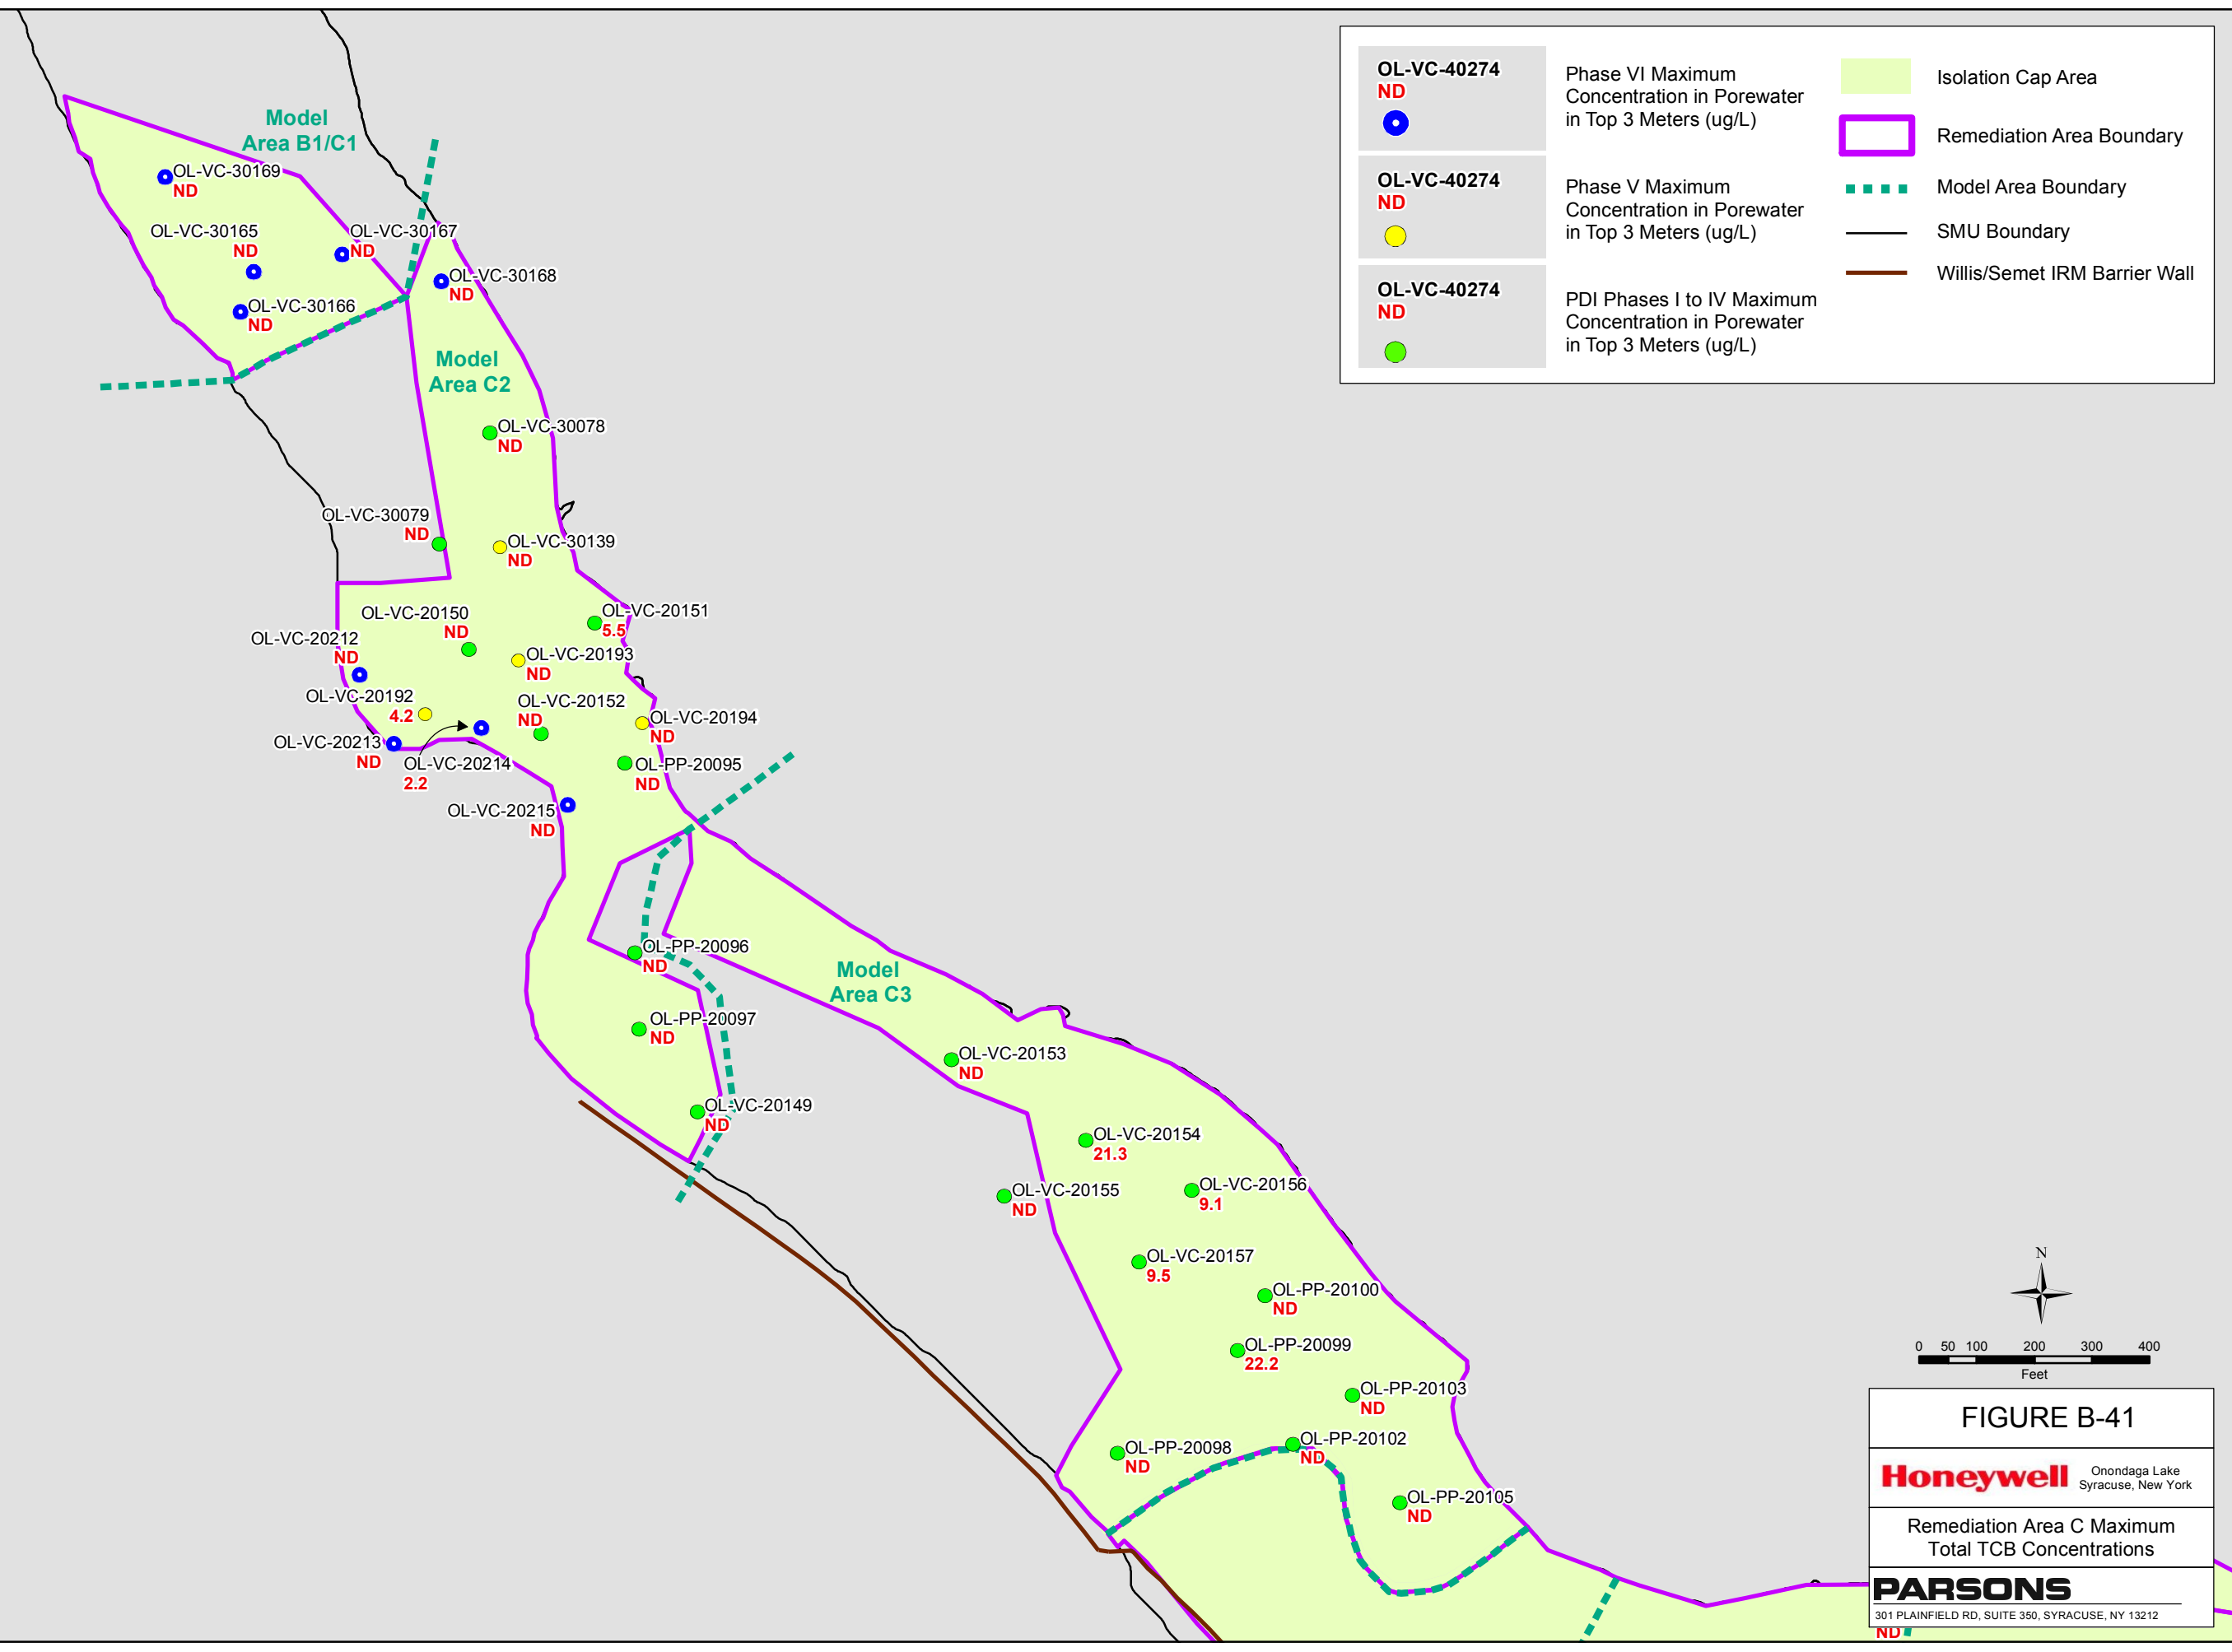 OL-VC-40274
ND
Phase VI Maximum
Concentration in Porewater
in Top 3 Meters (ug/L)
OL-VC-40274
ND
Phase V Maximum
Concentration in Porewater
in Top 3 Meters (ug/L)
OL-VC-40274
ND
PDI Phases I to IV Maximum
Concentration in Porewater
in Top 3 Meters (ug/L)
Isolation Cap Area
Remediation Area Boundary
Model Area Boundary
SMU Boundary
Willis/Semet IRM Barrier Wall
Model
Area B1/C1
OL-VC-30169
ND
OL-VC-30165
ND
OL-VC-30167
ND
OL-VC-30166
ND
OL-VC-30168
ND
Model
Area C2
OL-VC-30078
ND
OL-VC-30079
ND
OL-VC-30139
ND
OL-VC-20150
ND
OL-VC-20151
5.5
OL-VC-20212
ND
OL-VC-20193
ND
OL-VC-20192
4.2
OL-VC-20152
ND
OL-VC-20194
ND
OL-VC-20213
ND
OL-VC-20214
2.2
OL-PP-20095
ND
OL-VC-20215
ND
OL-PP-20096
ND
Model
Area C3
OL-PP-20097
ND
OL-VC-20153
ND
OL-VC-20149
ND
OL-VC-20154
21.3
OL-VC-20155
ND
OL-VC-20156
9.1
OL-VC-20157
9.5
OL-PP-20100
ND
OL-PP-20099
22.2
OL-PP-20103
ND
OL-PP-20098
ND
OL-PP-20102
ND
OL-PP-20105
ND
N
0 50 100 200 300 400
Feet
FIGURE B-41
Honeywell
Onondaga Lake
Syracuse, New York
Remediation Area C Maximum
Total TCB Concentrations
PARSONS
301 PLAINFIELD RD, SUITE 350, SYRACUSE, NY 13212
ND